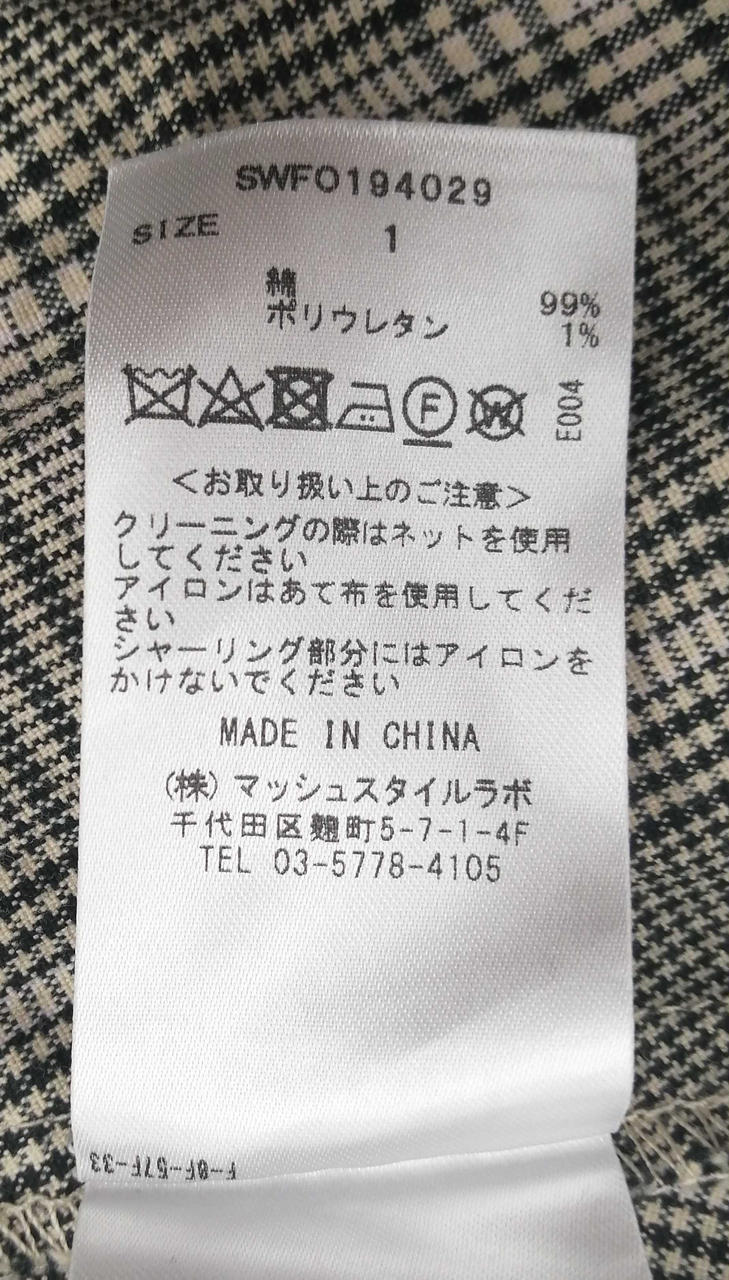 SWFO194029
SIZE 1
綿 99%
ポリウレタン 1%
F W E004
<お取り扱い上のご注意>
クリーニングの際はネットを使用
してください
アイロンはあて布を使用してくだ
さい
シャーリング部分にはアイロンを
かけないでください
MADE IN CHINA
(株)マッシュスタイルラボ
千代田区麹町5-7-1-4F
TEL 03-5778-4105